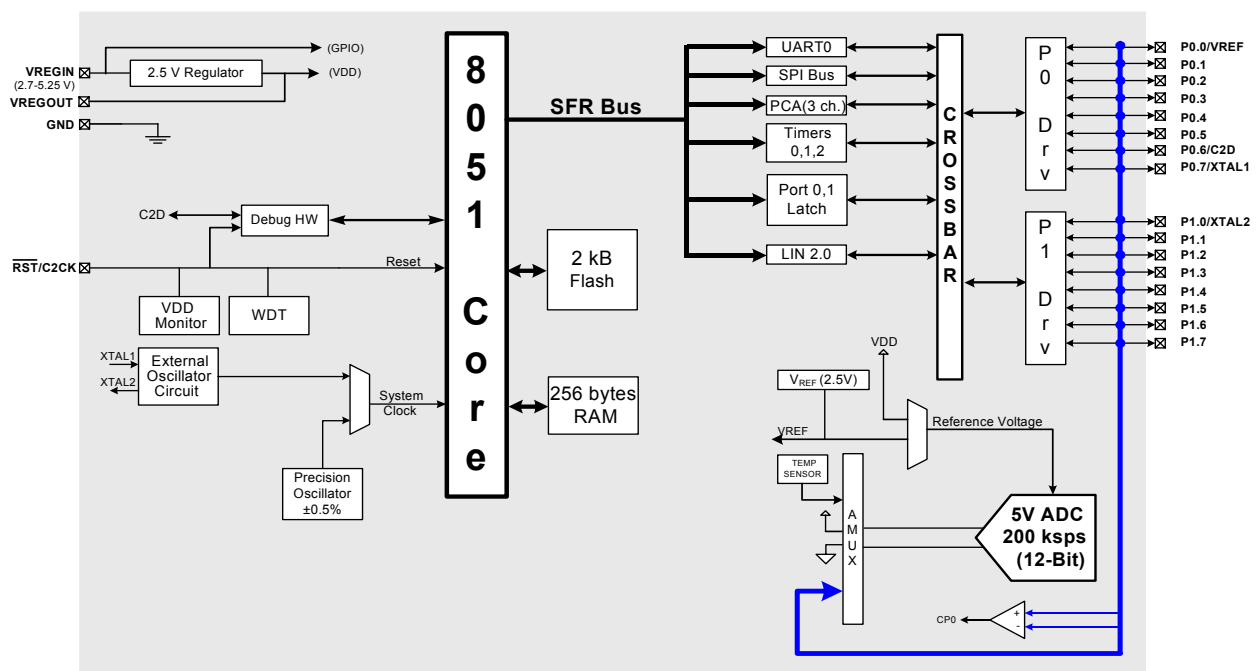 VREGIN
(2.7-5.25 V)
VREGOUT
GND
2.5 V Regulator
(GPIO)
(VDD)
C2D
Debug HW
RST/C2CK
Reset
VDD
Monitor
WDT
XTAL1
XTAL2
External
Oscillator
Circuit
System
Clock
Precision
Oscillator
±0.5%
8
0
5
1
C
o
r
e
2 kB
Flash
256 bytes
RAM
SFR Bus
UART0
SPI Bus
PCA(3 ch.)
Timers
0,1,2
Port 0,1
Latch
LIN 2.0
C
R
O
S
S
B
A
R
P
0
D
r
v
P
1
D
r
v
P0.0/VREF
P0.1
P0.2
P0.3
P0.4
P0.5
P0.6/C2D
P0.7/XTAL1
P1.0/XTAL2
P1.1
P1.2
P1.3
P1.4
P1.5
P1.6
P1.7
VDD
VREF (2.5V)
VREF
Reference Voltage
TEMP
SENSOR
A
M
U
X
5V ADC
200 ksps
(12-Bit)
CP0
+
-